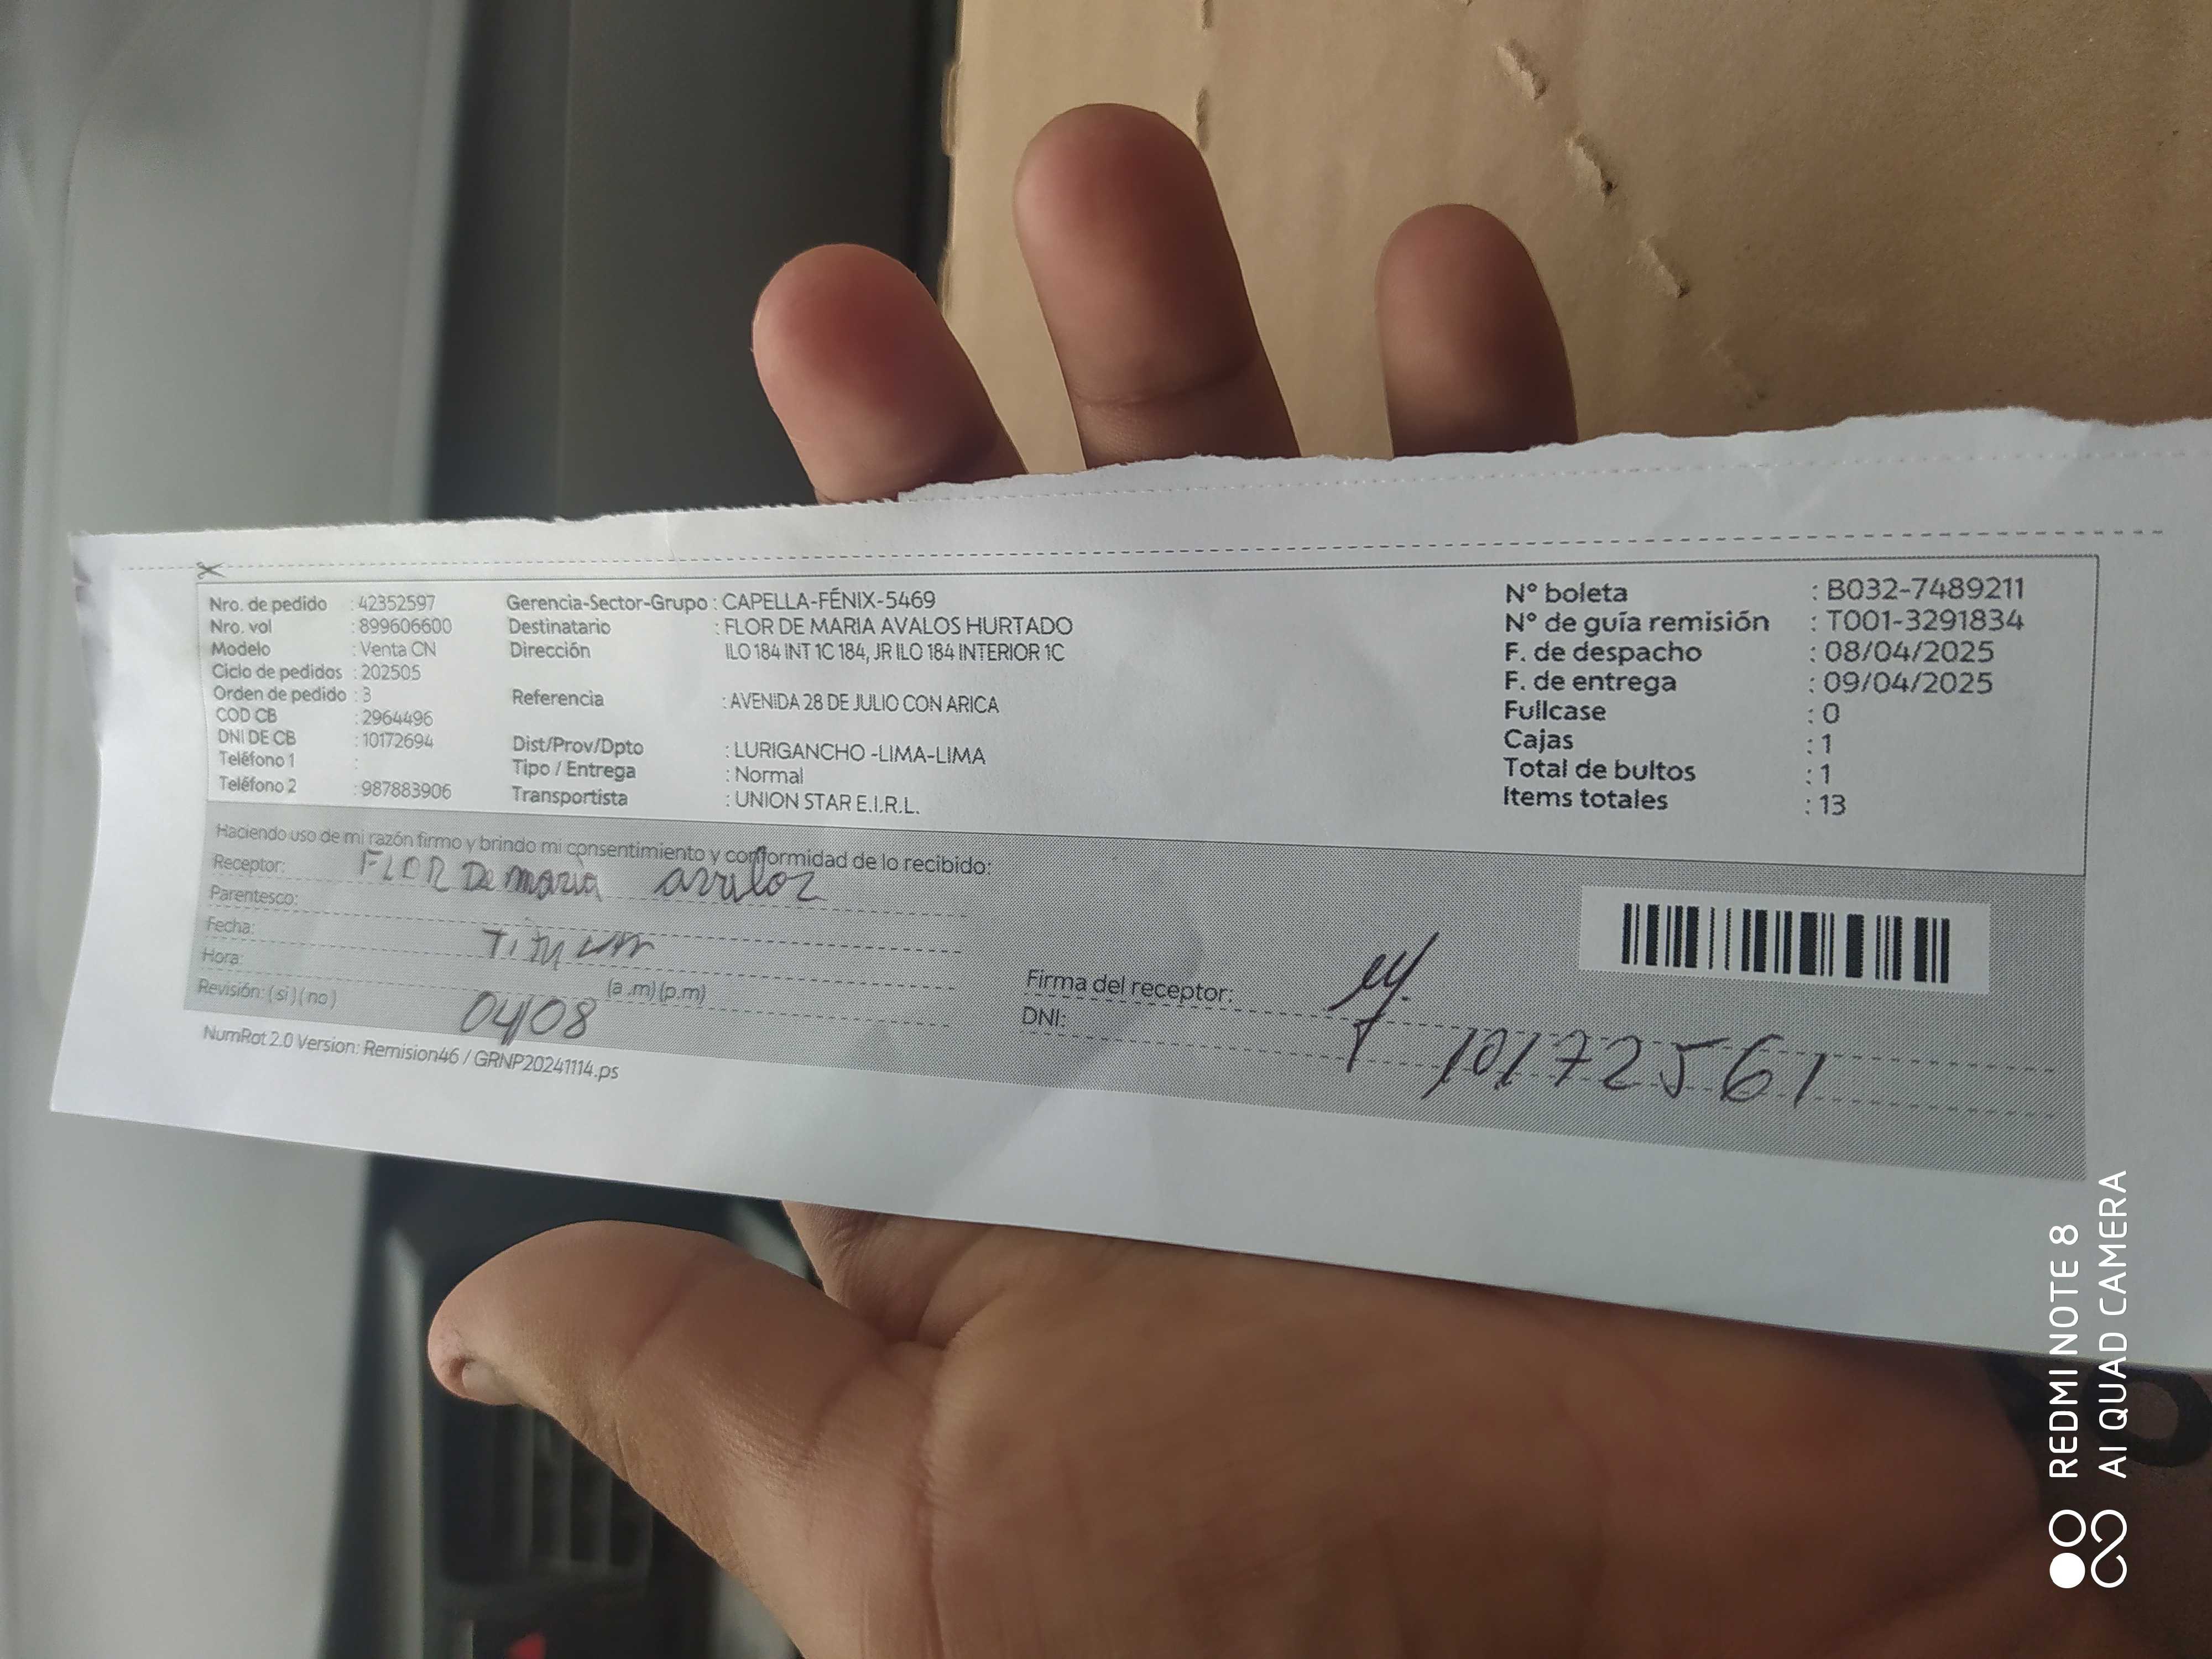 Nro. de pedido : 42352597 Gerencia-Sector-Grupo : CAPELLA-FÉNIX-5469 N° boleta : B032-7489211
Nro. vol : 899606600 Destinatario : FLOR DE MARIA AVALOS HURTADO N° de guía remisión : T001-3291834
Modelo : Venta CN Dirección ILO 184 INT 1C 184, JR ILO 184 INTERIOR 1C F. de despacho : 08/04/2025
Ciclo de pedidos : 202505 F. de entrega : 09/04/2025
Orden de pedido : 3 Referencia : AVENIDA 28 DE JULIO CON ARICA Fullcase : 0
COD CB : 2964496 Cajas : 1
DNI DE CB : 10172694 Dist/Prov/Dpto : LURIGANCHO -LIMA-LIMA Total de bultos : 1
Teléfono 1 : Tipo / Entrega : Normal Items totales : 13
Teléfono 2 : 987883906 Transportista : UNION STAR E.I.R.L.
Haciendo uso de mi razón firmo y brindo mi consentimiento y conformidad de lo recibido:
Receptor: FLOR De maria
Parentesco:
Fecha:
Hora: (a .m) (p.m) Firma del receptor:
Revisión: ( si ) ( no ) 04/08 DNI: 10172561
NumRot 2.0 Version: Remision46 / GRNP20241114.ps
REDMI NOTE 8
AI QUAD CAMERA